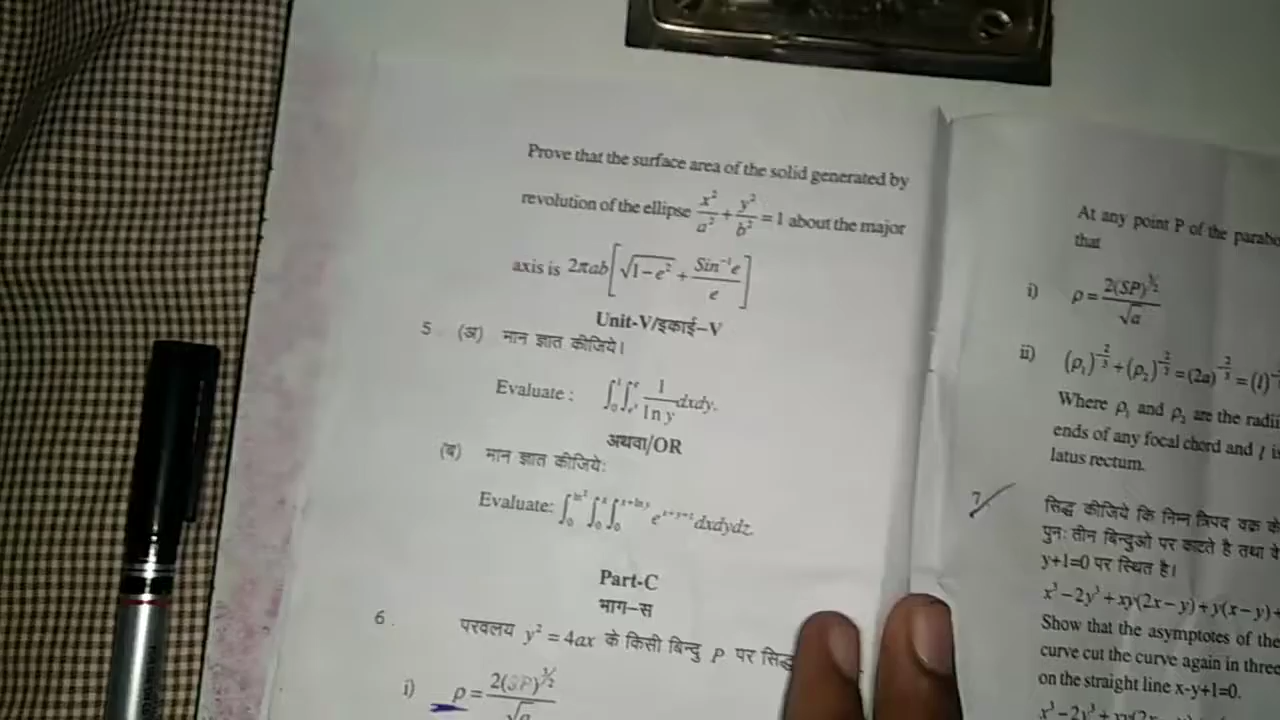 Prove that the surface area of the solid generated by
revolution of the ellipse x²/a² + y²/b² = 1 about the major
axis is 2πab[√(1-e²) + Sin⁻¹e/e]
Unit-V/इकाई-V
5 (अ) मान ज्ञात कीजिये।
Evaluate : ∫₀¹∫ₑˣᵉ 1/ln y dxdy.
अथवा/OR
(ब) मान ज्ञात कीजिये:
Evaluate: ∫₀^ln2 ∫₀^x ∫₀^x+lny e^x+y+z dxdydz.
Part-C
भाग-स
6. परवलय y² = 4ax के किसी बिन्दु P पर सिद्ध
i) ρ = 2(SP)^3/2 / √a
At any point P of the
that
i) ρ = 2(SP)^3/2 / √a
ii) (ρ₁)^-2/3 + (ρ₂)^-2/3 = (2a)^-2/3 = (l)
Where ρ₁ and ρ₂ are the
ends of any focal chord and l is
latus rectum.
7 सिद्ध कीजिये कि निम्न त्रिपद वक्र
पुनः तीन बिन्दुओ पर काटते है तथा
y+1=0 पर स्थित है।
x³-2y³+xy(2x-y)+y(x-y)+
Show that the asymptotes of the
curve cut the curve again in three
on the straight line x-y+1=0.